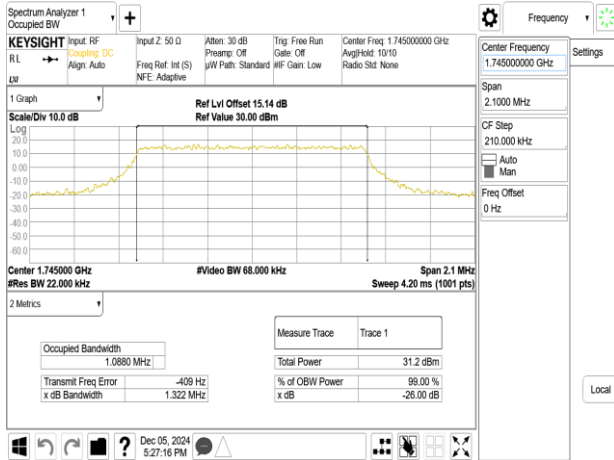 Spectrum Analyzer 1
Occupied BW
Frequency
KEYSIGHT Input: RF Input Z: 50 Ω Atten: 30 dB Trig: Free Run Center Freq: 1.745000000 GHz
RL Coupling: DC Preamp: Off Gate: Off Avg|Hold: 10/10
Align: Auto Freq Ref: Int (S) µW Path: Standard #IF Gain: Low Radio Std: None
LXI NFE: Adaptive
Center Frequency
1.745000000 GHz
Settings
Span
2.1000 MHz
CF Step
210.000 kHz
Auto
Man
Freq Offset
0 Hz
Local
1 Graph
Ref Lvl Offset 15.14 dB
Scale/Div 10.0 dB Ref Value 30.00 dBm
Log
20.0
10.0
0.00
-10.0
-20.0
-30.0
-40.0
-50.0
-60.0
Center 1.745000 GHz #Video BW 68.000 kHz Span 2.1 MHz
#Res BW 22.000 kHz Sweep 4.20 ms (1001 pts)
2 Metrics
Measure Trace Trace 1
Occupied Bandwidth
1.0880 MHz Total Power 31.2 dBm
Transmit Freq Error -409 Hz % of OBW Power 99.00 %
x dB Bandwidth 1.322 MHz x dB -26.00 dB
? Dec 05, 2024
5:27:16 PM